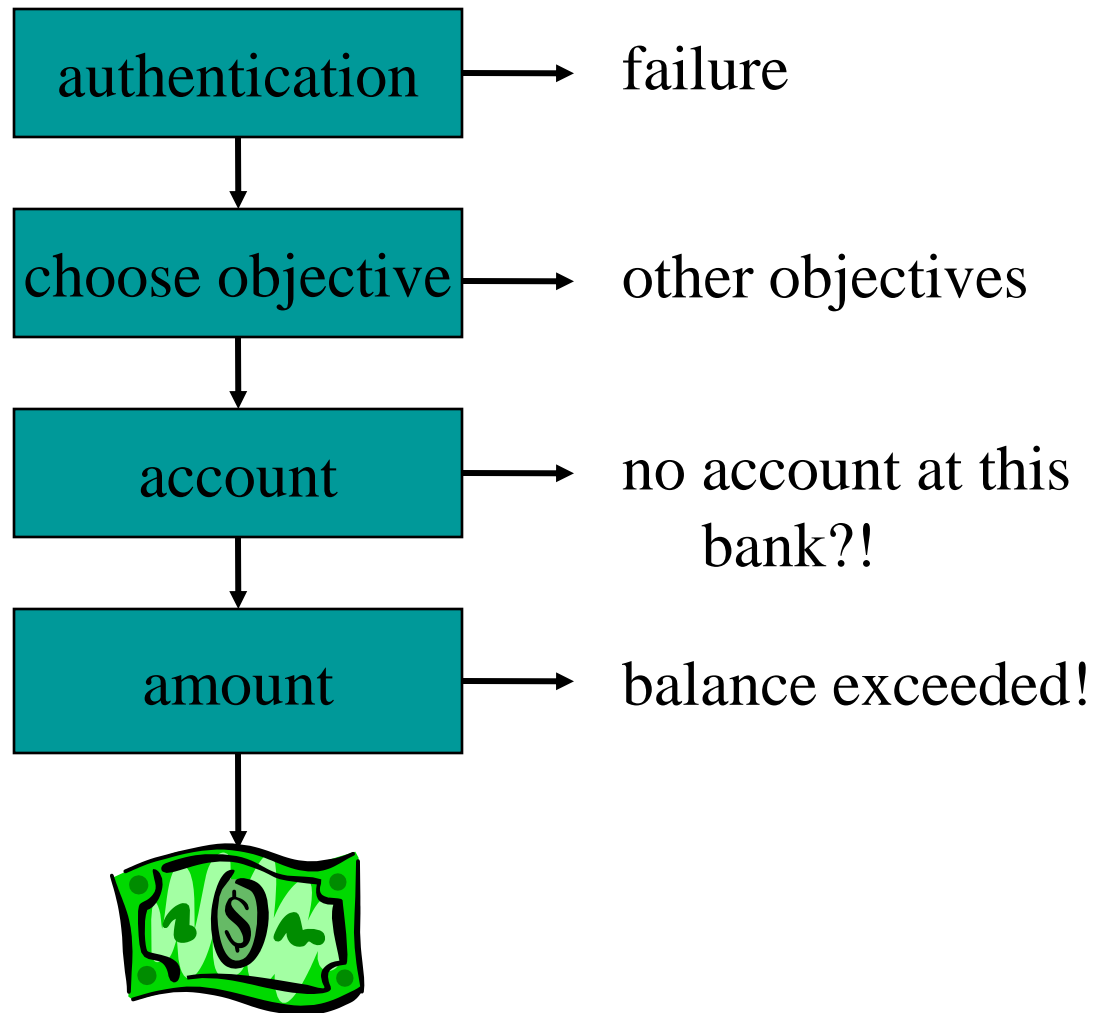 authentication
failure
choose objective
other objectives
account
no account at this
bank?!
amount
balance exceeded!
$